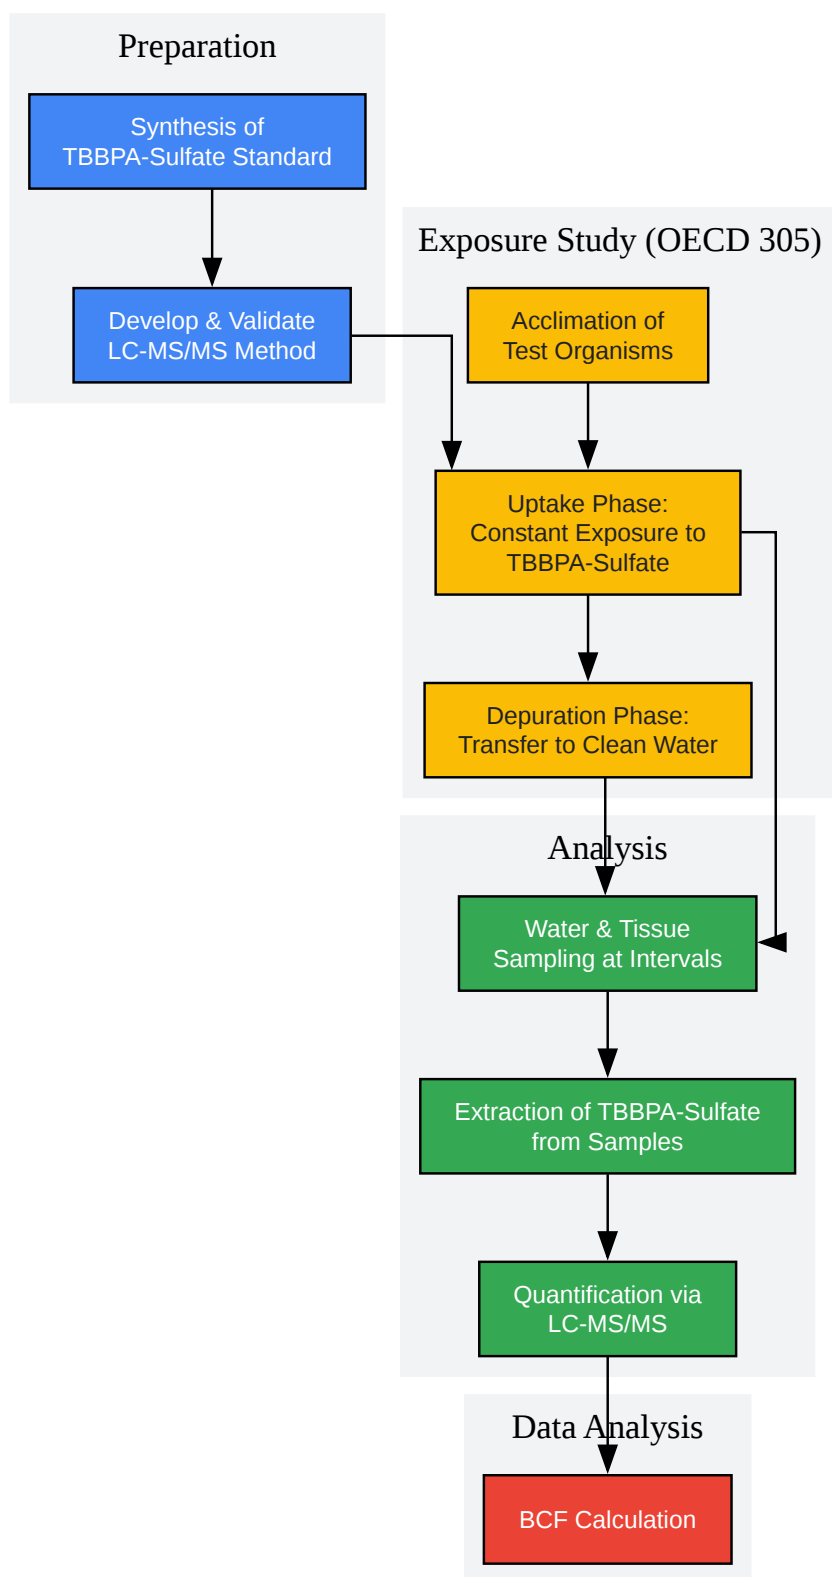 Preparation
Synthesis of
TBBPA-Sulfate Standard
Develop & Validate
LC-MS/MS Method
Exposure Study (OECD 305)
Acclimation of
Test Organisms
Uptake Phase:
Constant Exposure to
TBBPA-Sulfate
Depuration Phase:
Transfer to Clean Water
Analysis
Water & Tissue
Sampling at Intervals
Extraction of TBBPA-Sulfate
from Samples
Quantification via
LC-MS/MS
Data Analysis
BCF Calculation